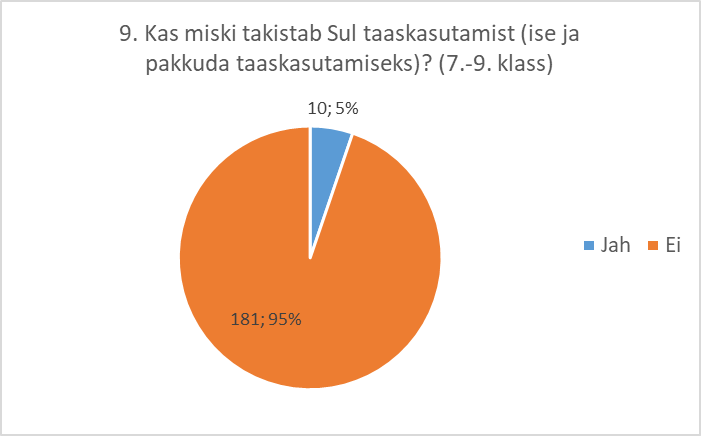 9. Kas miski takistab Sul taaskasutamist (ise ja
pakkuda taaskasutamiseks)? (7.-9. klass)
10; 5%
Jah Ei
181; 95%